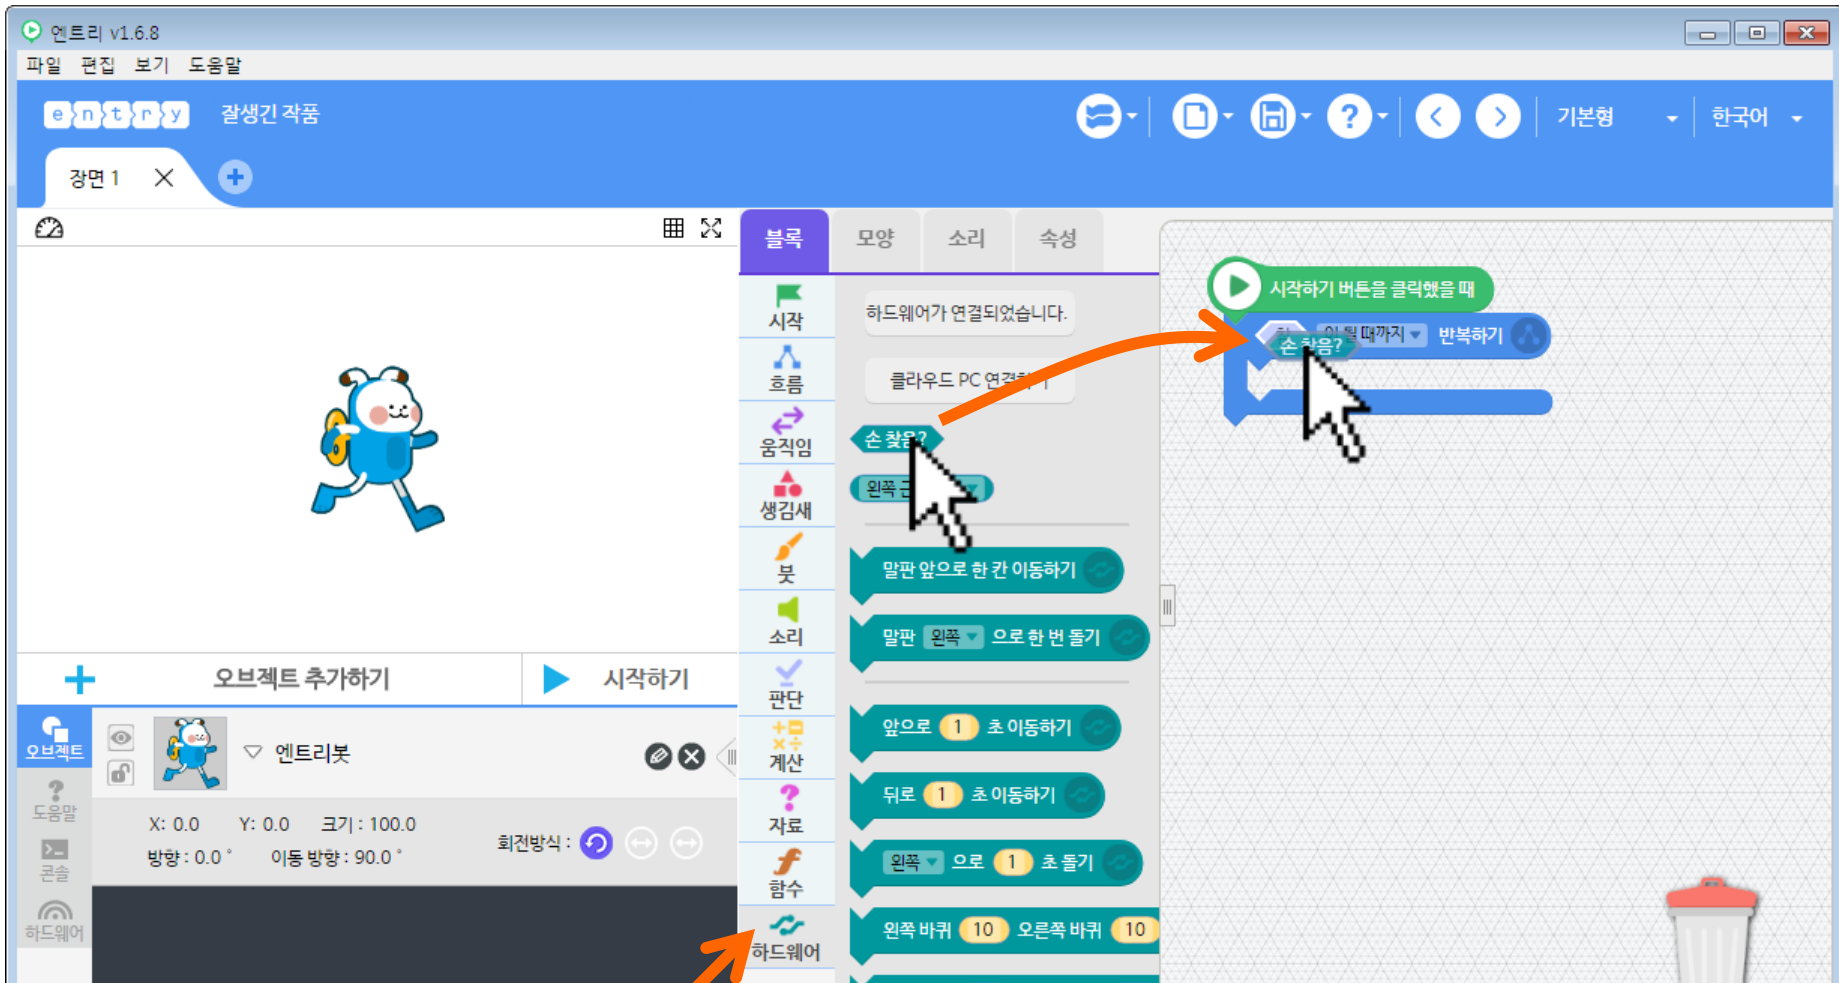 엔트리 v1.6.8
파일 편집 보기 도움말
entry 잘생긴 작품
? 기본형 한국어
장면 1
블록 모양 소리 속성
시작
흐름
움직임
생김새
붓
소리
판단
계산
자료
함수
하드웨어
하드웨어가 연결되었습니다.
클라우드 PC 연결
손 찾음?
왼쪽
말판 앞으로 한 칸 이동하기
말판 왼쪽 으로 한 번 돌기
앞으로 1 초 이동하기
뒤로 1 초 이동하기
왼쪽 으로 1 초 돌기
왼쪽 바퀴 10 오른쪽 바퀴 10
시작하기 버튼을 클릭했을 때
때까지 반복하기
손 찾음?
오브젝트 추가하기 시작하기
오브젝트
도움말
콘솔
하드웨어
엔트리봇
X: 0.0 Y: 0.0 크기 : 100.0
방향 : 0.0 ° 이동 방향 : 90.0 °
회전방식 :